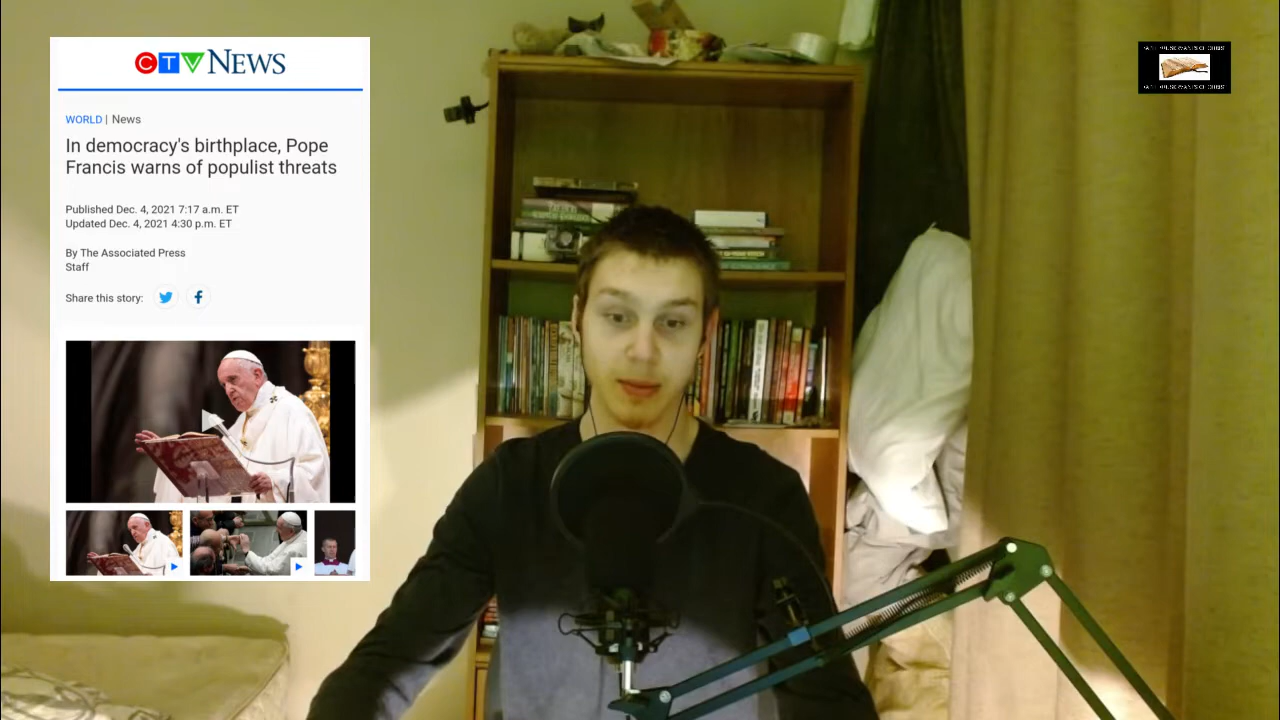 CTV NEWS
WORLD | News
In democracy's birthplace, Pope
Francis warns of populist threats
Published Dec. 4, 2021 7:17 a.m. ET
Updated Dec. 4, 2021 4:30 p.m. ET
By The Associated Press
Staff
Share this story: